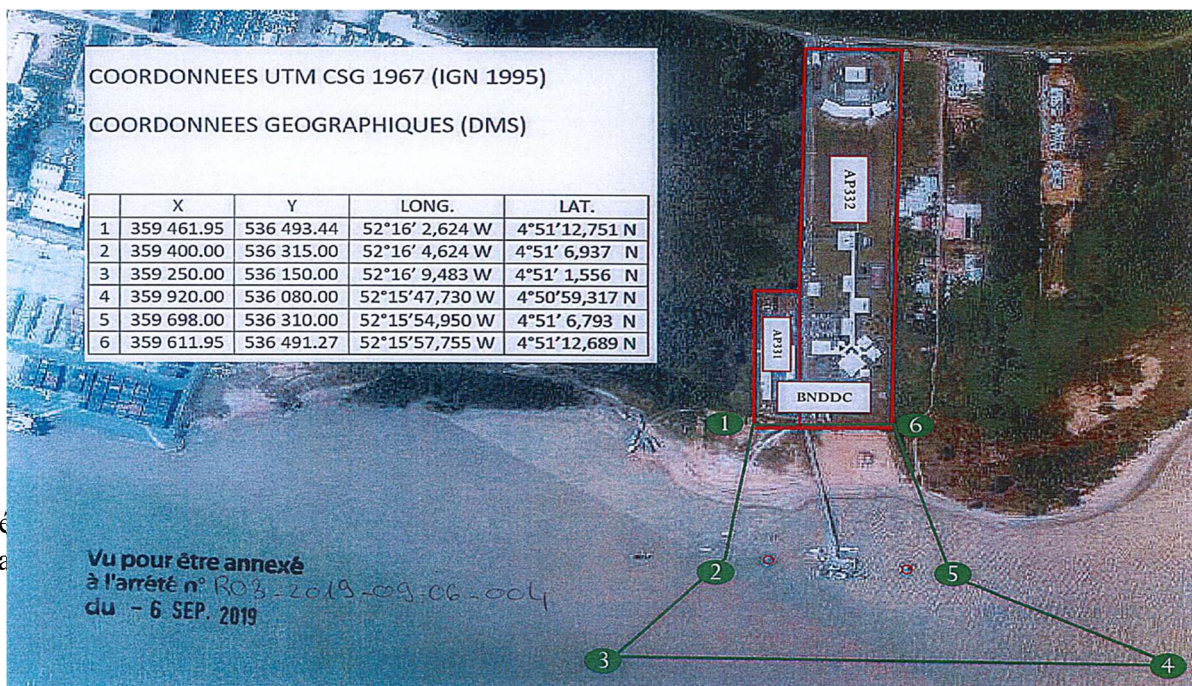 COORDONNEES UTM CSG 1967 (IGN 1995)
COORDONNEES GEOGRAPHIQUES (DMS)
X Y LONG. LAT.
1 359 461.95 536 493.44 52°16' 2,624 W 4°51'12,751 N
2 359 400.00 536 315.00 52°16' 4,624 W 4°51' 6,937 N
3 359 250.00 536 150.00 52°16' 9,483 W 4°51' 1,556 N
4 359 920.00 536 080.00 52°15'47,730 W 4°50'59,317 N
5 359 698.00 536 310.00 52°15'54,950 W 4°51' 6,793 N
6 359 611.95 536 491.27 52°15'57,755 W 4°51'12,689 N
AP332
AP331
BNDDC
1
6
2
5
3
4
Vu pour être annexé
à l'arrêté n° R03-2019-09-06-004
du - 6 SEP. 2019